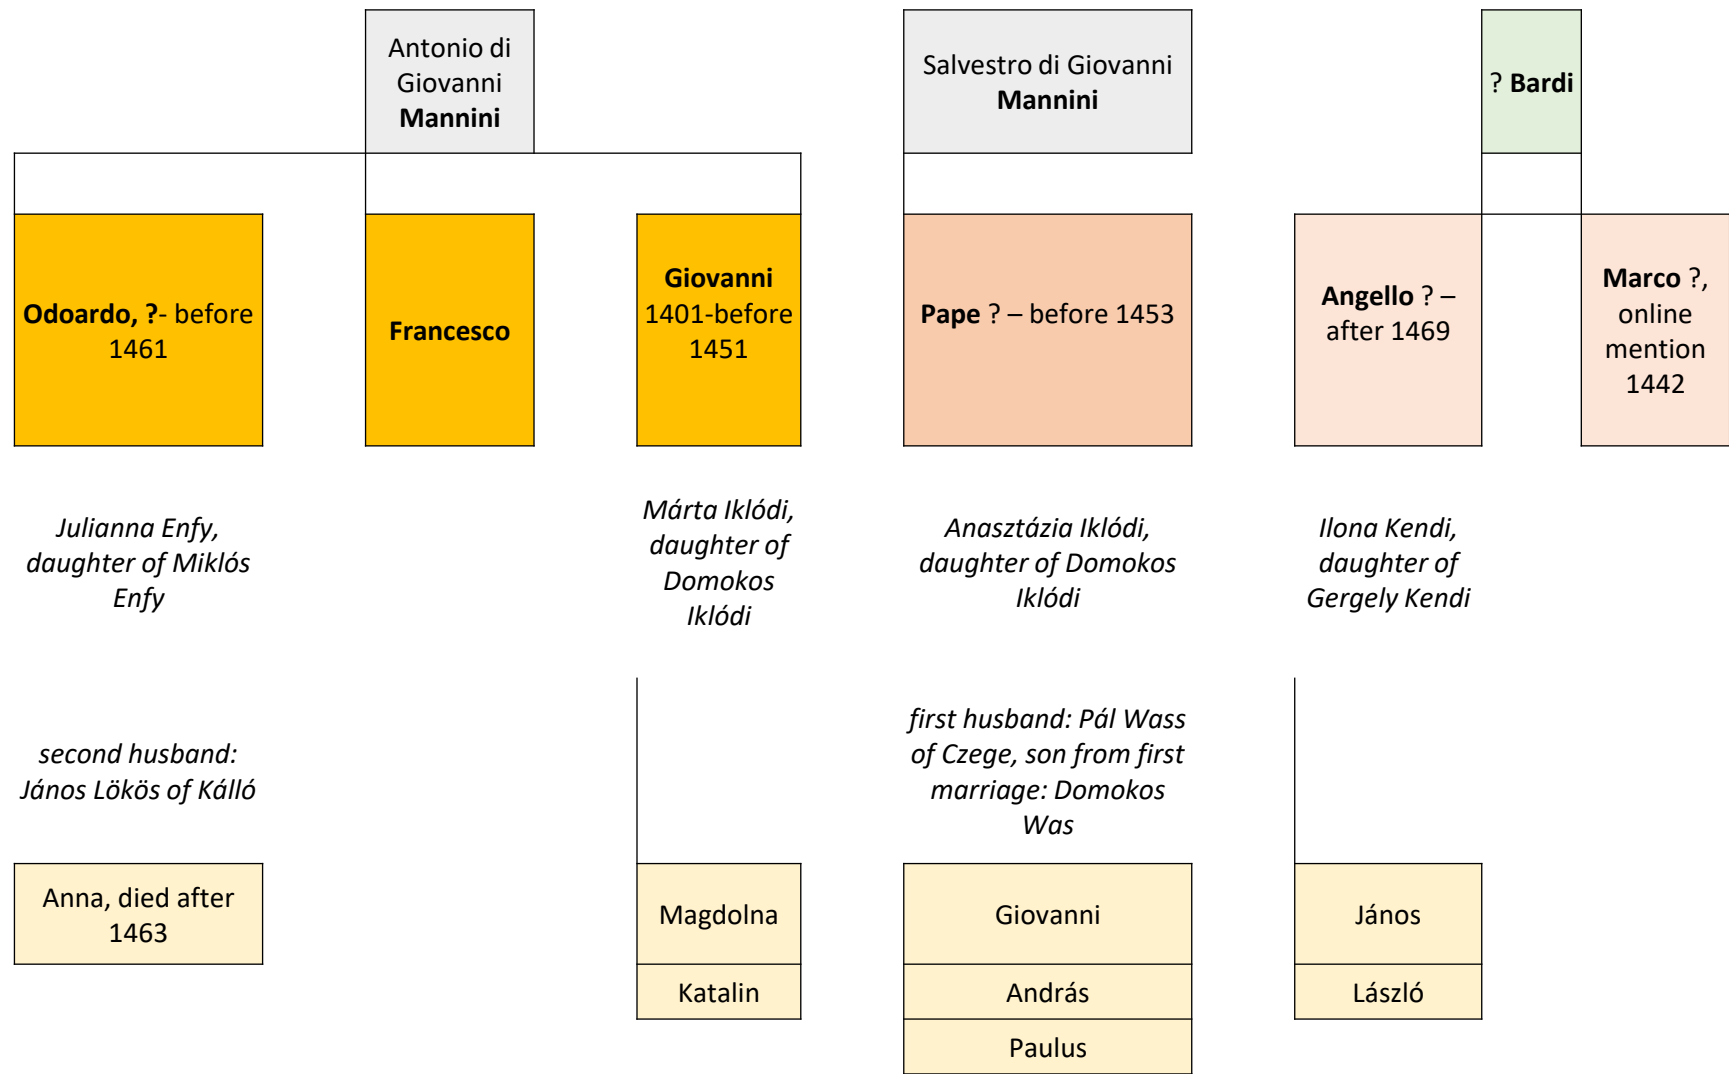 Antonio di
Giovanni
Mannini
Salvestro di Giovanni
Mannini
? Bardi
Odoardo, ?- before
1461
Francesco
Giovanni
1401-before
1451
Pape ? – before 1453
Angello ? –
after 1469
Marco ?,
online
mention
1442
Julianna Enfy,
daughter of Miklós
Enfy
Márta Iklódi,
daughter of
Domokos
Iklódi
Anasztázia Iklódi,
daughter of Domokos
Iklódi
Ilona Kendi,
daughter of
Gergely Kendi
second husband:
János Lökös of Kálló
first husband: Pál Wass
of Czege, son from first
marriage: Domokos
Was
Anna, died after
1463
Magdolna
Giovanni
János
Katalin
András
László
Paulus